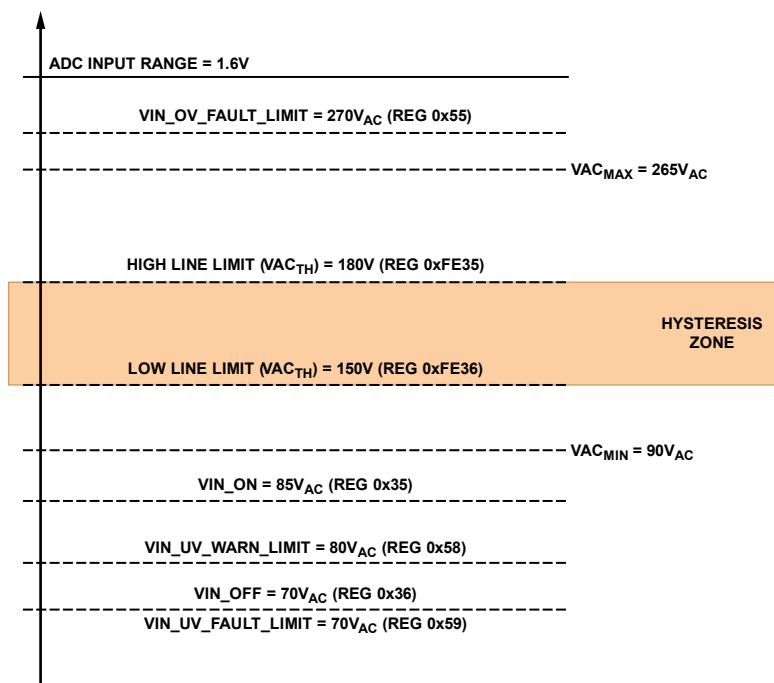 ADC INPUT RANGE = 1.6V
VIN_OV_FAULT_LIMIT = 270VAC (REG 0x55)
VACMAX = 265VAC
HIGH LINE LIMIT (VACTH) = 180V (REG 0xFE35)
HYSTERESIS
ZONE
LOW LINE LIMIT (VACTH) = 150V (REG 0xFE36)
VACMIN = 90VAC
VIN_ON = 85VAC (REG 0x35)
VIN_UV_WARN_LIMIT = 80VAC (REG 0x58)
VIN_OFF = 70VAC (REG 0x36)
VIN_UV_FAULT_LIMIT = 70VAC (REG 0x59)